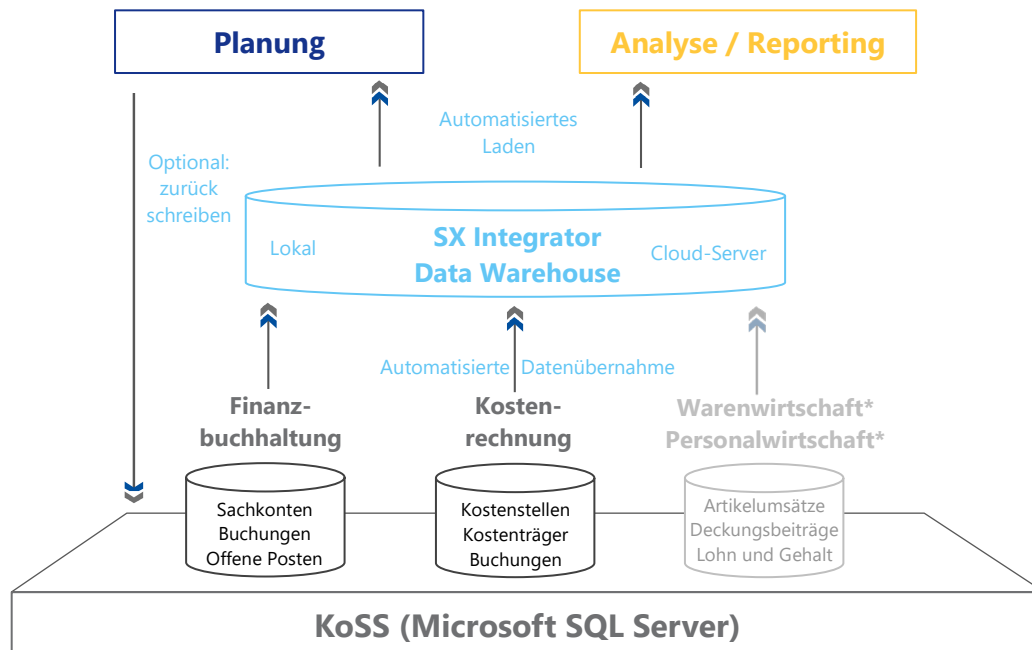 Planung
Analyse / Reporting
Automatisiertes
Laden
Optional:
zurück
schreiben
Lokal
SX Integrator
Data Warehouse
Cloud-Server
Automatisierte Datenübernahme
Finanz-
buchhaltung
Kosten-
rechnung
Warenwirtschaft*
Personalwirtschaft*
Sachkonten
Buchungen
Offene Posten
Kostenstellen
Kostenträger
Buchungen
Artikelumsätze
Deckungsbeiträge
Lohn und Gehalt
KoSS (Microsoft SQL Server)